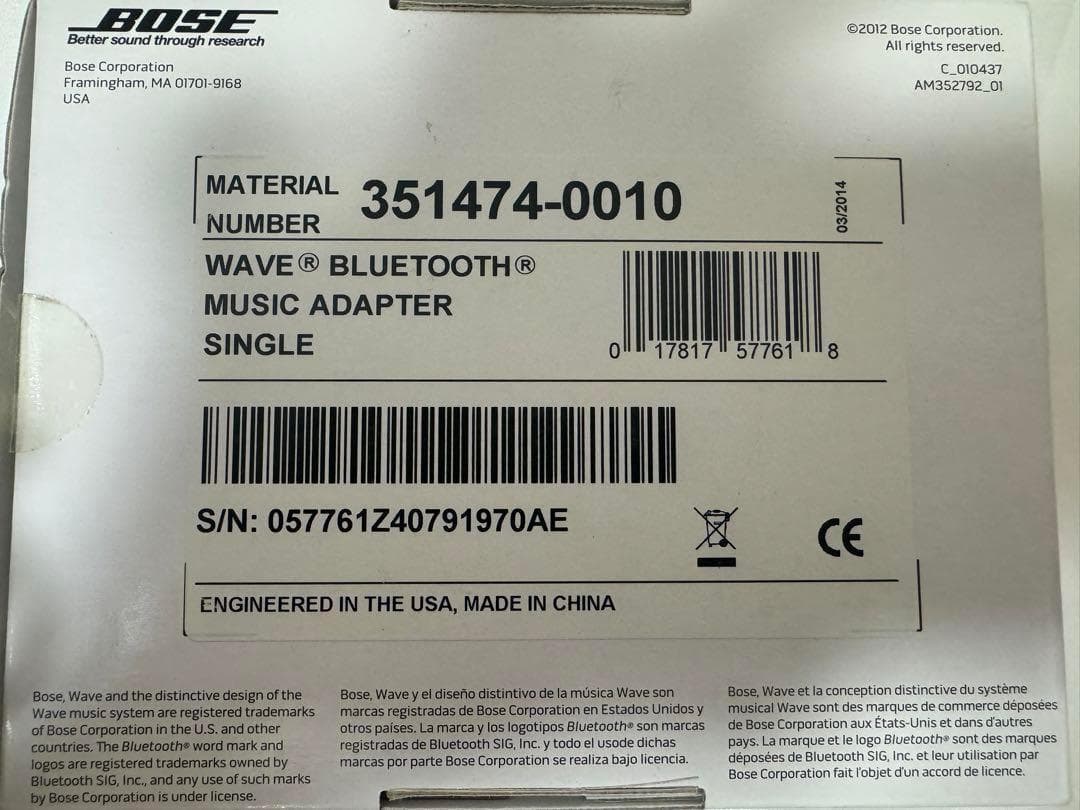 BOSE
Better sound through research
Bose Corporation
Framingham, MA 01701-9168
USA
©2012 Bose Corporation.
All rights reserved.
C_010437
AM352792_01
MATERIAL
NUMBER
351474-0010
03/2014
WAVE® BLUETOOTH®
MUSIC ADAPTER
SINGLE
0 17817 57761 8
S/N: 057761Z40791970AE
CE
ENGINEERED IN THE USA, MADE IN CHINA
Bose, Wave and the distinctive design of the
Wave music system are registered trademarks
of Bose Corporation in the U.S. and other
countries. The Bluetooth® word mark and
logos are registered trademarks owned by
Bluetooth SIG, Inc., and any use of such marks
by Bose Corporation is under license.
Bose, Wave y el diseño distintivo de la música Wave son
marcas registradas de Bose Corporation en Estados Unidos y
otros países. La marca y los logotipos Bluetooth® son marcas
registradas de Bluetooth SIG, Inc. y todo el usode dichas
marcas por parte Bose Corporation se realiza bajo licencia.
Bose, Wave et la conception distinctive du système
musical Wave sont des marques de commerce déposées
de Bose Corporation aux États-Unis et dans d'autres
pays. La marque et le logo Bluetooth® sont des marques
déposées de Bluetooth SIG, Inc. et leur utilisation par
Bose Corporation fait l'objet d'un accord de licence.